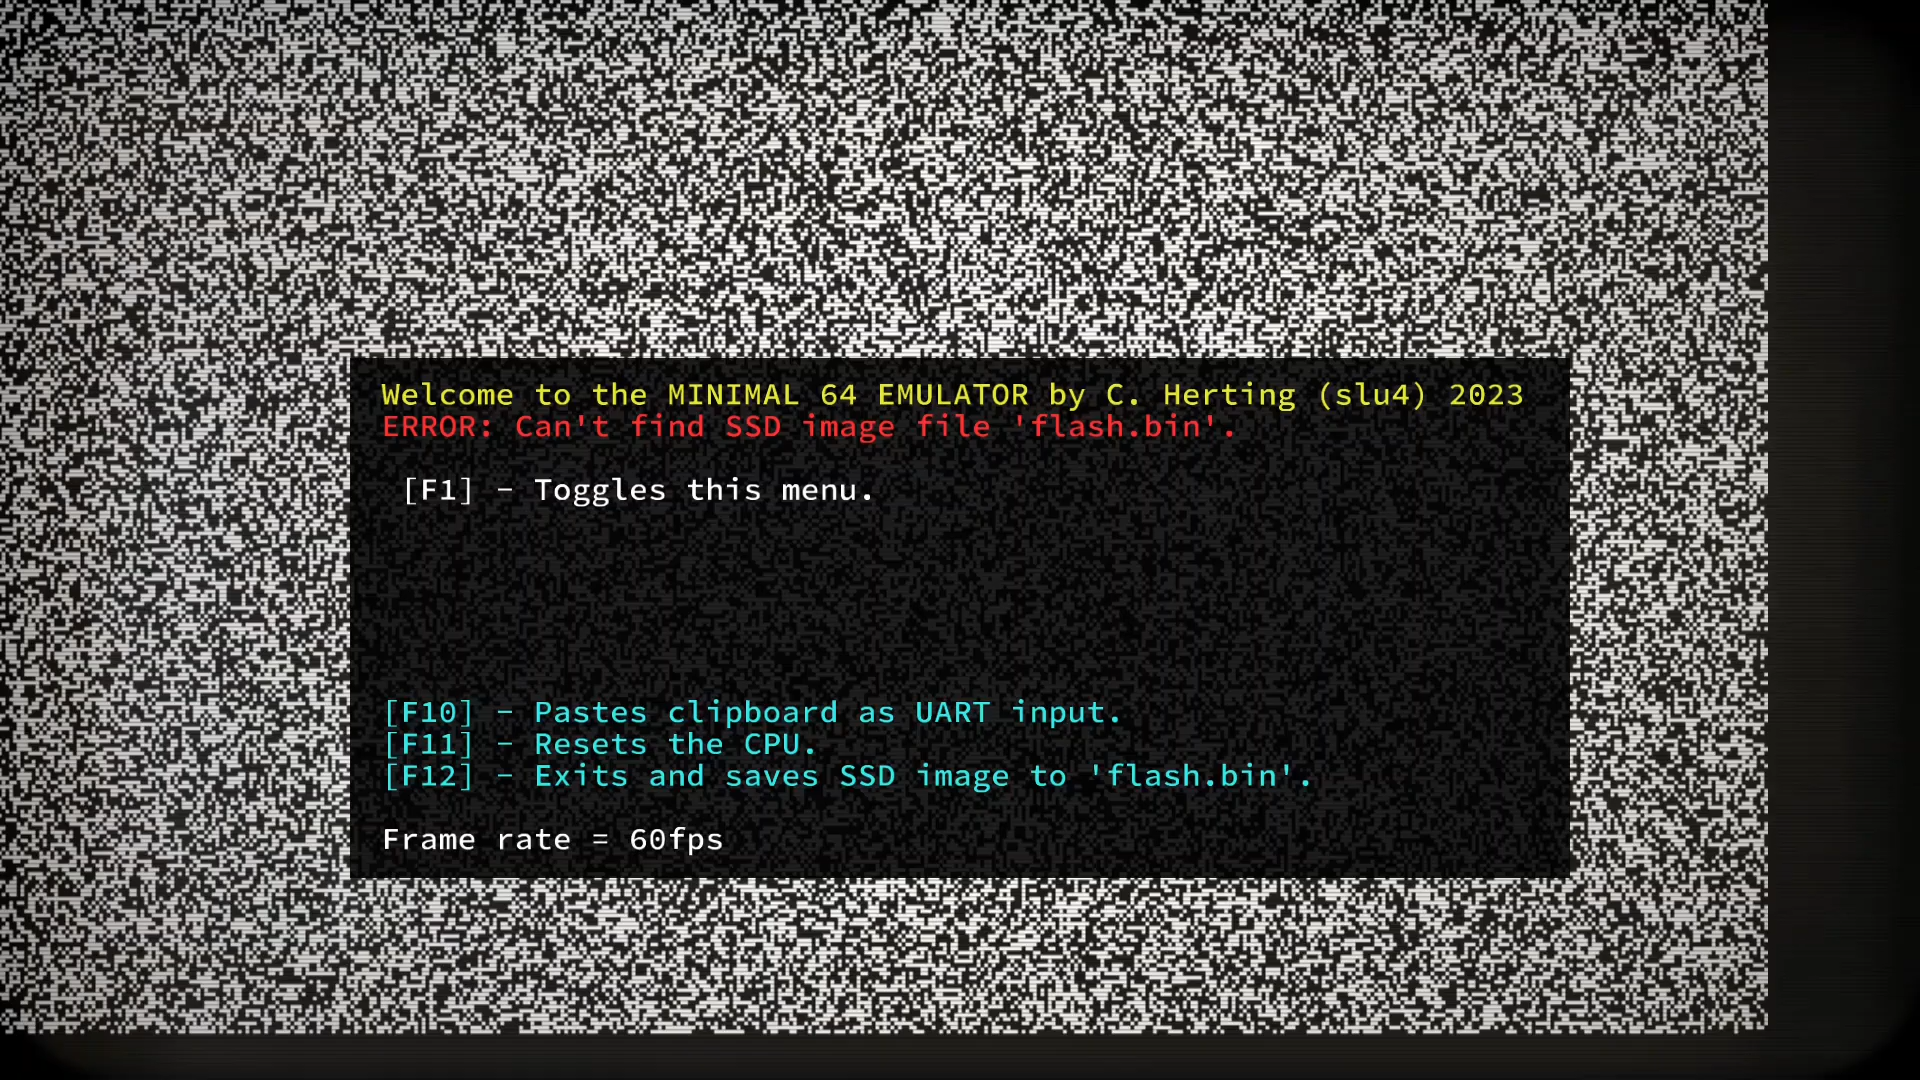 Welcome to the MINIMAL 64 EMULATOR by C. Herting (slu4) 2023
ERROR: Can't find SSD image file 'flash.bin'.
[F1] - Toggles this menu.
[F10] - Pastes clipboard as UART input.
[F11] - Resets the CPU.
[F12] - Exits and saves SSD image to 'flash.bin'.
Frame rate = 60fps